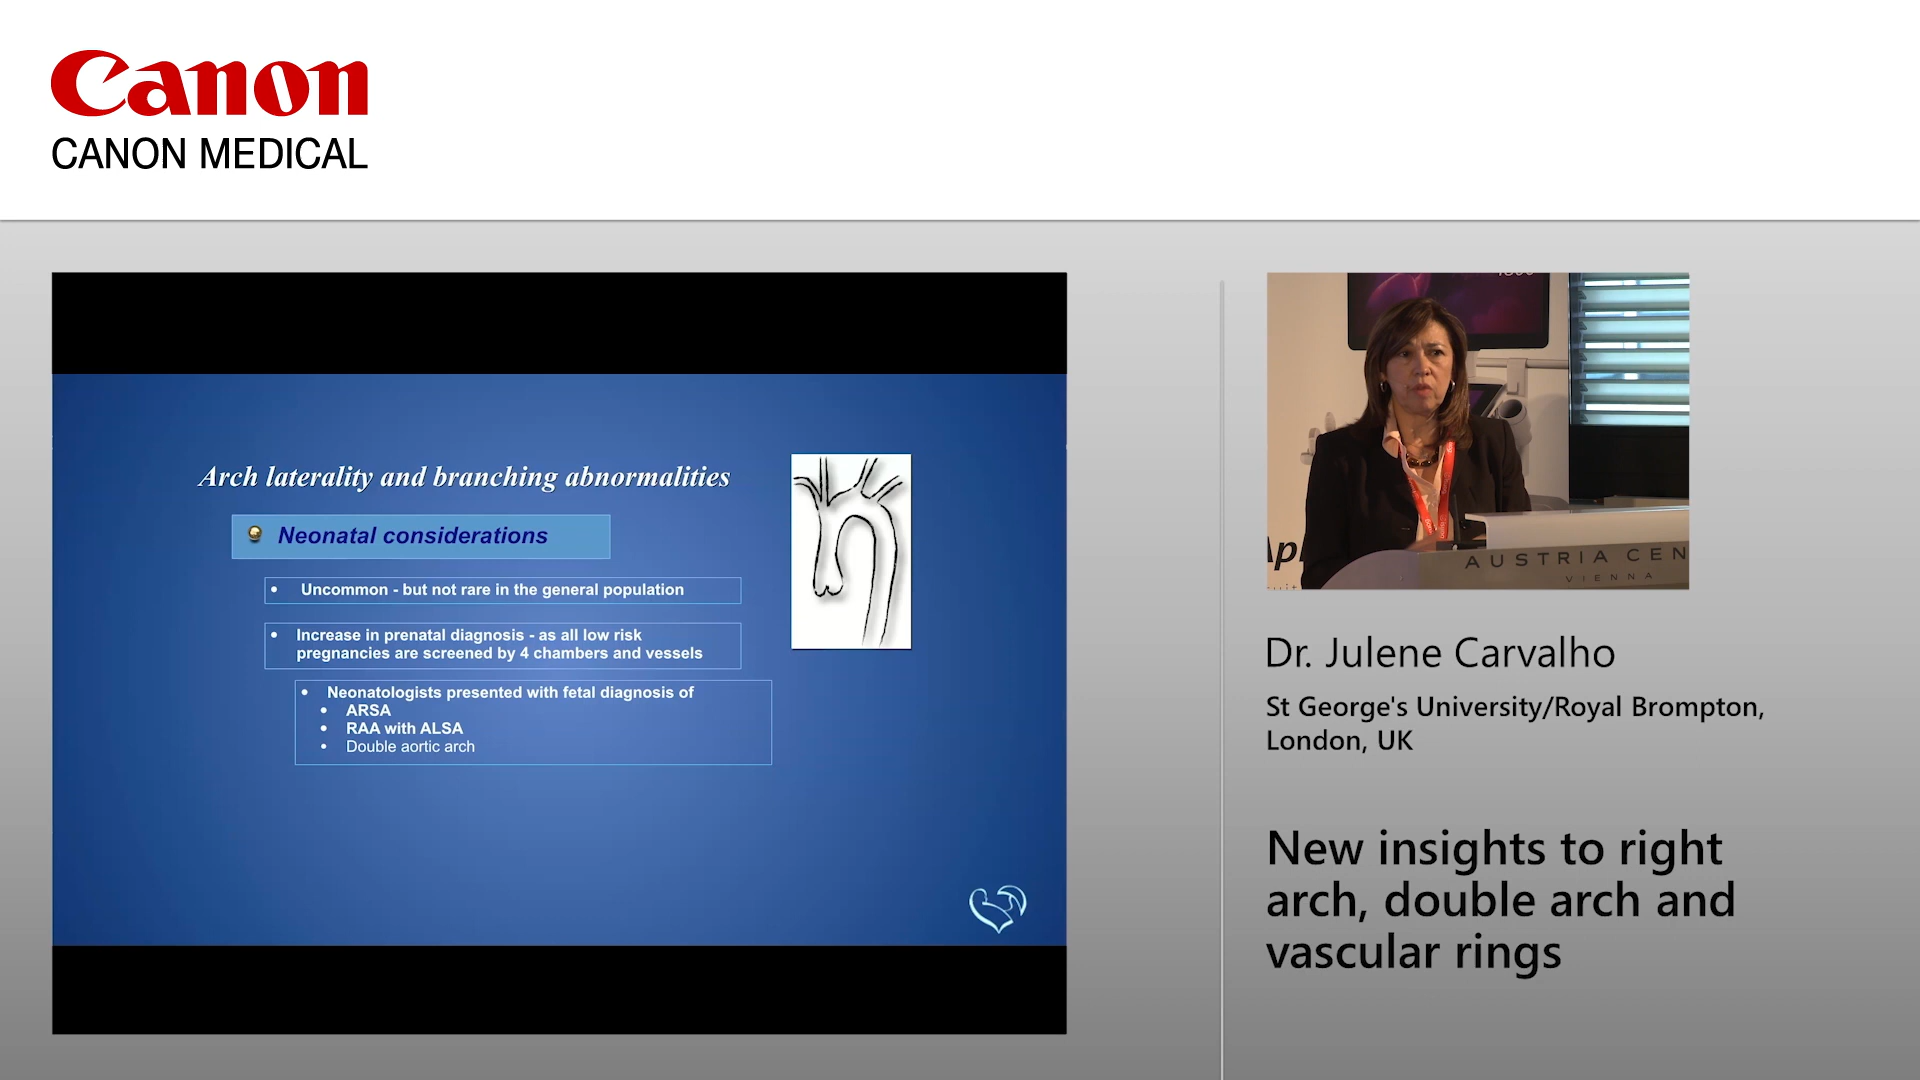 Canon
CANON MEDICAL
Arch laterality and branching abnormalities
Neonatal considerations
• Uncommon - but not rare in the general population
• Increase in prenatal diagnosis - as all low risk
pregnancies are screened by 4 chambers and vessels
• Neonatologists presented with fetal diagnosis of
• ARSA
• RAA with ALSA
• Double aortic arch
AUSTRIA CEN
VIENNA
Dr. Julene Carvalho
St George's University/Royal Brompton,
London, UK
New insights to right
arch, double arch and
vascular rings